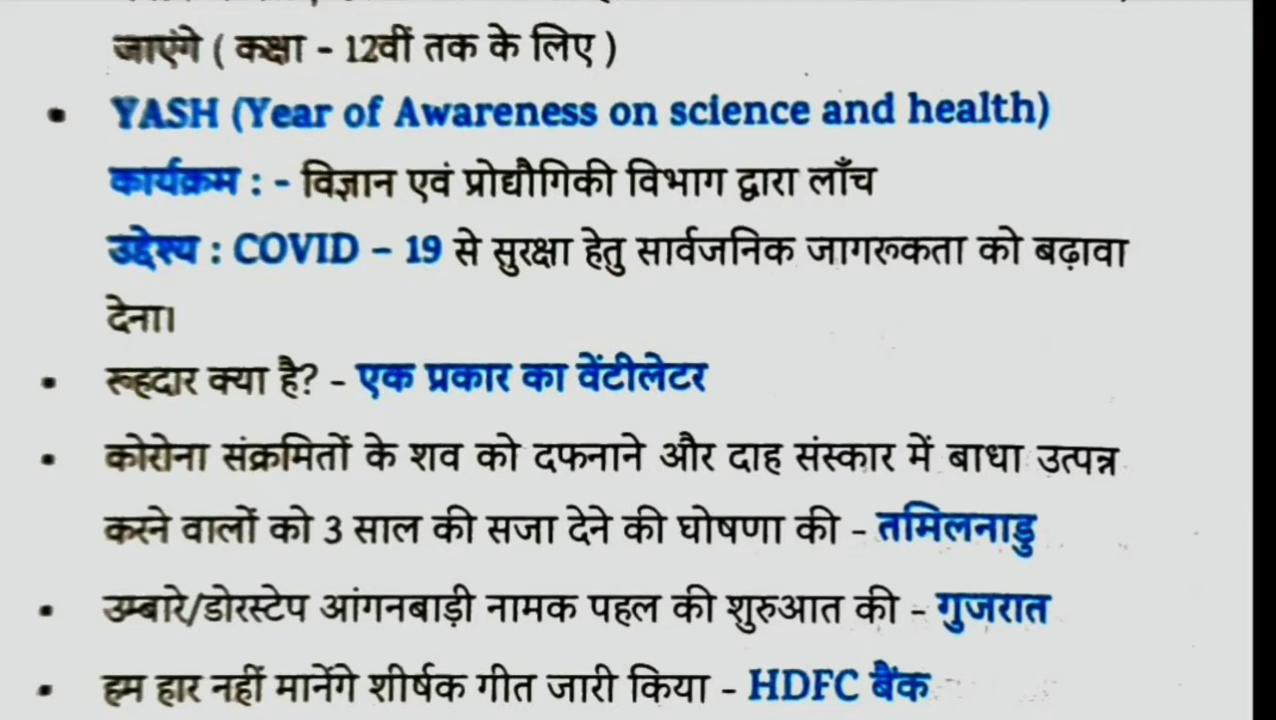 जाएंगे ( कक्षा - 12वीं तक के लिए )
▪ YASH (Year of Awareness on science and health)
कार्यक्रम : - विज्ञान एवं प्रोद्यौगिकी विभाग द्वारा लाँच
उद्देश्य : COVID – 19 से सुरक्षा हेतु सार्वजनिक जागरूकता को बढ़ावा
देना।
▪ रूहदार क्या है? - एक प्रकार का वेंटीलेटर
▪ कोरोना संक्रमितों के शव को दफनाने और दाह संस्कार में बाधा उत्पन्न
करने वालों को 3 साल की सजा देने की घोषणा की - तमिलनाडु
▪ उम्बारे/डोरस्टेप आंगनबाड़ी नामक पहल की शुरुआत की - गुजरात
▪ हम हार नहीं मानेंगे शीर्षक गीत जारी किया - HDFC बैंक